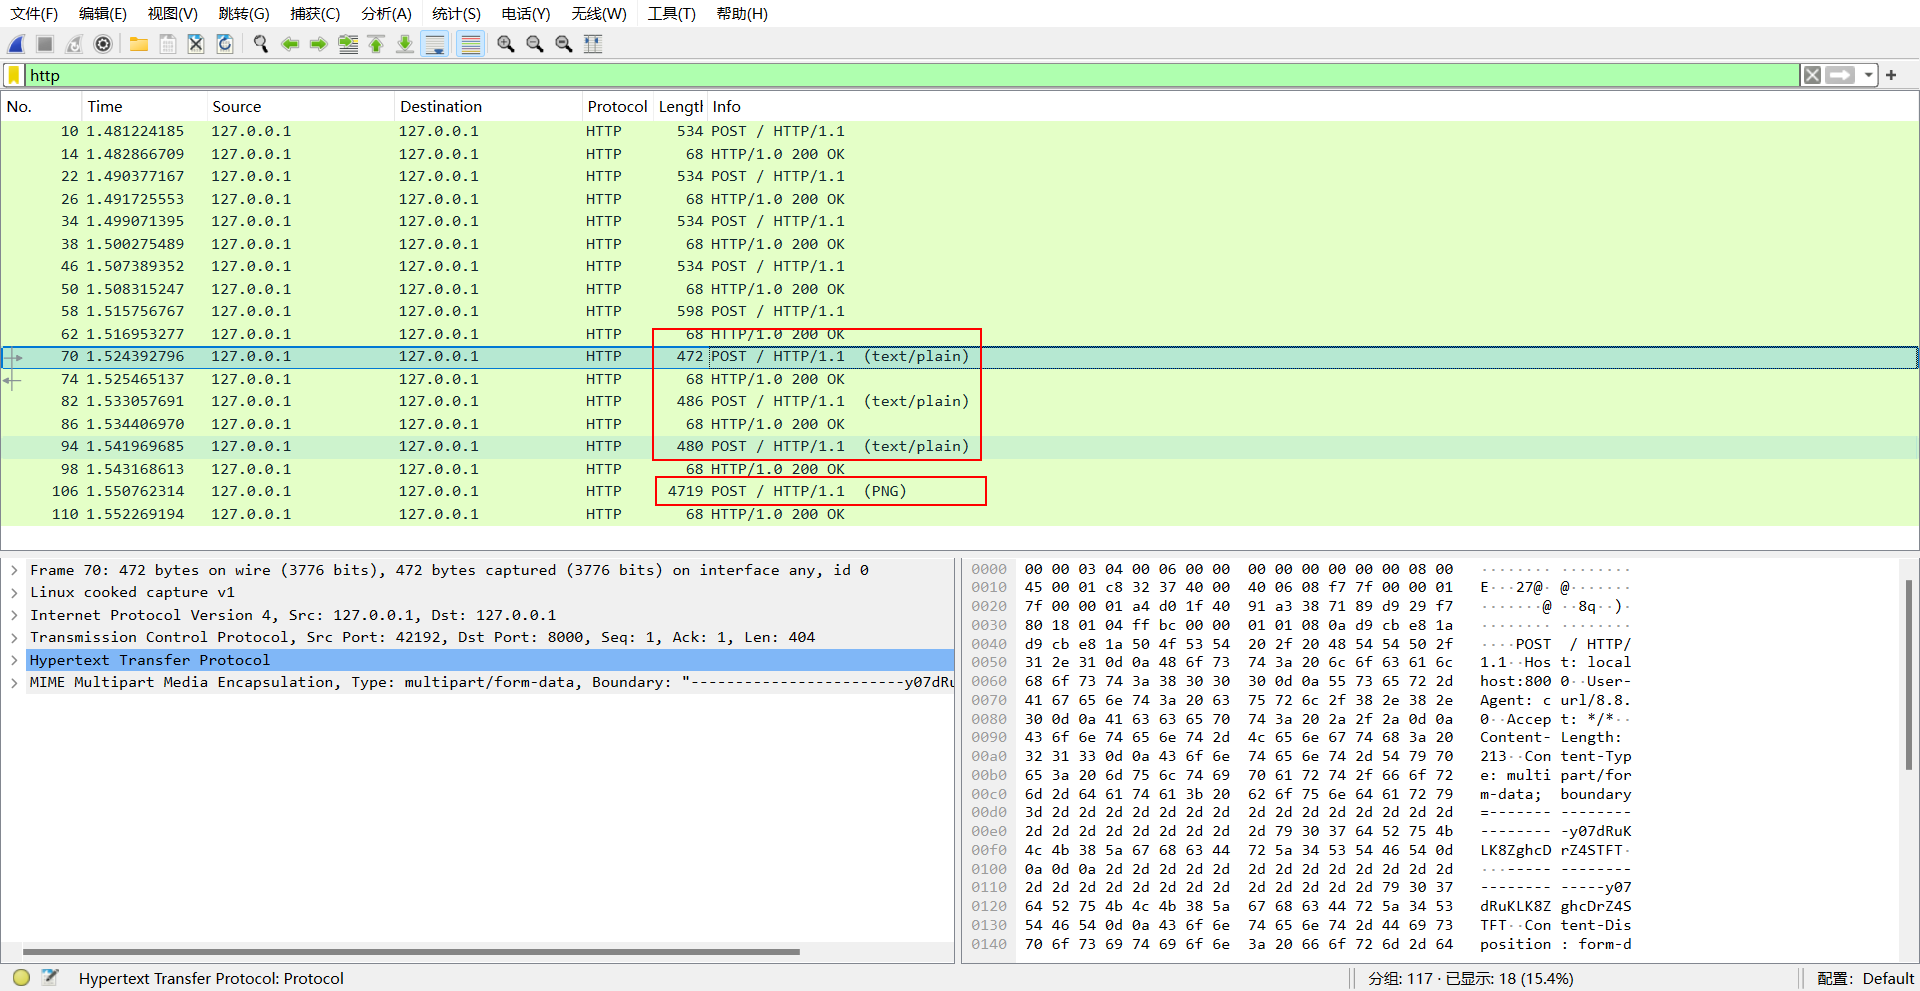 文件(F) 编辑(E) 视图(V) 跳转(G) 捕获(C) 分析(A) 统计(S) 电话(Y) 无线(W) 工具(T) 帮助(H)
http
No. Time Source Destination Protocol Length Info
10 1.481224185 127.0.0.1 127.0.0.1 HTTP 534 POST / HTTP/1.1
14 1.482866709 127.0.0.1 127.0.0.1 HTTP 68 HTTP/1.0 200 OK
22 1.490377167 127.0.0.1 127.0.0.1 HTTP 534 POST / HTTP/1.1
26 1.491725553 127.0.0.1 127.0.0.1 HTTP 68 HTTP/1.0 200 OK
34 1.499071395 127.0.0.1 127.0.0.1 HTTP 534 POST / HTTP/1.1
38 1.500275489 127.0.0.1 127.0.0.1 HTTP 68 HTTP/1.0 200 OK
46 1.507389352 127.0.0.1 127.0.0.1 HTTP 534 POST / HTTP/1.1
50 1.508315247 127.0.0.1 127.0.0.1 HTTP 68 HTTP/1.0 200 OK
58 1.515756767 127.0.0.1 127.0.0.1 HTTP 598 POST / HTTP/1.1
62 1.516953277 127.0.0.1 127.0.0.1 HTTP 68 HTTP/1.0 200 OK
70 1.524392796 127.0.0.1 127.0.0.1 HTTP 472 POST / HTTP/1.1 (text/plain)
74 1.525465137 127.0.0.1 127.0.0.1 HTTP 68 HTTP/1.0 200 OK
82 1.533057691 127.0.0.1 127.0.0.1 HTTP 486 POST / HTTP/1.1 (text/plain)
86 1.534406970 127.0.0.1 127.0.0.1 HTTP 68 HTTP/1.0 200 OK
94 1.541969685 127.0.0.1 127.0.0.1 HTTP 480 POST / HTTP/1.1 (text/plain)
98 1.543168613 127.0.0.1 127.0.0.1 HTTP 68 HTTP/1.0 200 OK
106 1.550762314 127.0.0.1 127.0.0.1 HTTP 4719 POST / HTTP/1.1 (PNG)
110 1.552269194 127.0.0.1 127.0.0.1 HTTP 68 HTTP/1.0 200 OK
Frame 70: 472 bytes on wire (3776 bits), 472 bytes captured (3776 bits) on interface any, id 0
Linux cooked capture v1
Internet Protocol Version 4, Src: 127.0.0.1, Dst: 127.0.0.1
Transmission Control Protocol, Src Port: 42192, Dst Port: 8000, Seq: 1, Ack: 1, Len: 404
Hypertext Transfer Protocol
MIME Multipart Media Encapsulation, Type: multipart/form-data, Boundary: "------------------------y07dRu
0000 00 00 03 04 00 06 00 00 00 00 00 00 00 00 08 00 ········ ········
0010 45 00 01 c8 32 37 40 00 40 06 08 f7 7f 00 00 01 E···27@· @·······
0020 7f 00 00 01 a4 d0 1f 40 91 a3 38 71 89 d9 29 f7 ·······@ ··8q··)·
0030 80 18 01 04 ff bc 00 00 01 01 08 0a d9 cb e8 1a ········ ········
0040 d9 cb e8 1a 50 4f 53 54 20 2f 20 48 54 54 50 2f ····POST / HTTP/
0050 31 2e 31 0d 0a 48 6f 73 74 3a 20 6c 6f 63 61 6c 1.1··Hos t: local
0060 68 6f 73 74 3a 38 30 30 30 0d 0a 55 73 65 72 2d host:800 0··User-
0070 41 67 65 6e 74 3a 20 63 75 72 6c 2f 38 2e 38 2e Agent: c url/8.8.
0080 30 0d 0a 41 63 63 65 70 74 3a 20 2a 2f 2a 0d 0a 0··Accep t: */*··
0090 43 6f 6e 74 65 6e 74 2d 4c 65 6e 67 74 68 3a 20 Content- Length:
00a0 32 31 33 0d 0a 43 6f 6e 74 65 6e 74 2d 54 79 70 213··Con tent-Typ
00b0 65 3a 20 6d 75 6c 74 69 70 61 72 74 2f 66 6f 72 e: multi part/for
00c0 6d 2d 64 61 74 61 3b 20 62 6f 75 6e 64 61 72 79 m-data; boundary
00d0 3d 2d 2d 2d 2d 2d 2d 2d 2d 2d 2d 2d 2d 2d 2d 2d =------- --------
00e0 2d 2d 2d 2d 2d 2d 2d 2d 2d 79 30 37 64 52 75 4b -------- -y07dRuK
00f0 4c 4b 38 5a 67 68 63 44 72 5a 34 53 54 46 54 0d LK8ZghcD rZ4STFT·
0100 0a 0d 0a 2d 2d 2d 2d 2d 2d 2d 2d 2d 2d 2d 2d 2d ···----- --------
0110 2d 2d 2d 2d 2d 2d 2d 2d 2d 2d 2d 2d 2d 79 30 37 -------- -----y07
0120 64 52 75 4b 4c 4b 38 5a 67 68 63 44 72 5a 34 53 dRuKLK8Z ghcDrZ4S
0130 54 46 54 0d 0a 43 6f 6e 74 65 6e 74 2d 44 69 73 TFT··Con tent-Dis
0140 70 6f 73 69 74 69 6f 6e 3a 20 66 6f 72 6d 2d 64 position : form-d
Hypertext Transfer Protocol: Protocol 分组: 117 · 已显示: 18 (15.4%) 配置: Default